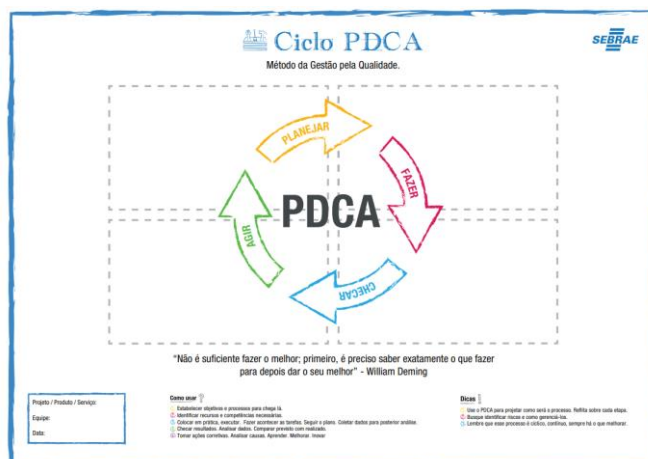 Ciclo PDCA
SEBRAE
Método da Gestão pela Qualidade.
PLANEJAR
FAZER
PDCA
AGIR
CHECAR
"Não é suficiente fazer o melhor; primeiro, é preciso saber exatamente o que fazer
para depois dar o seu melhor" - William Deming
Projeto / Produto / Serviço:
Equipe:
Data:
Como usar
Estabelecer objetivos e processos para chega lá.
Identificar recursos e competências necessárias.
Colocar em prática, executar. Fazer acontecer as tarefas. Seguir o plano. Coletar dados para posterior análise.
Checar resultados. Analisar dados. Comparar previsto com realizado.
Tomar ações corretivas. Analisar causas. Aprender. Melhorar. Inovar
Dicas
Use o PDCA para projetar como será o processo. Reflita sobre cada etapa.
Busque identificar riscos e como gerenciá-los.
Lembre que esse processo é cíclico, contínuo, sempre há o que melhorar.